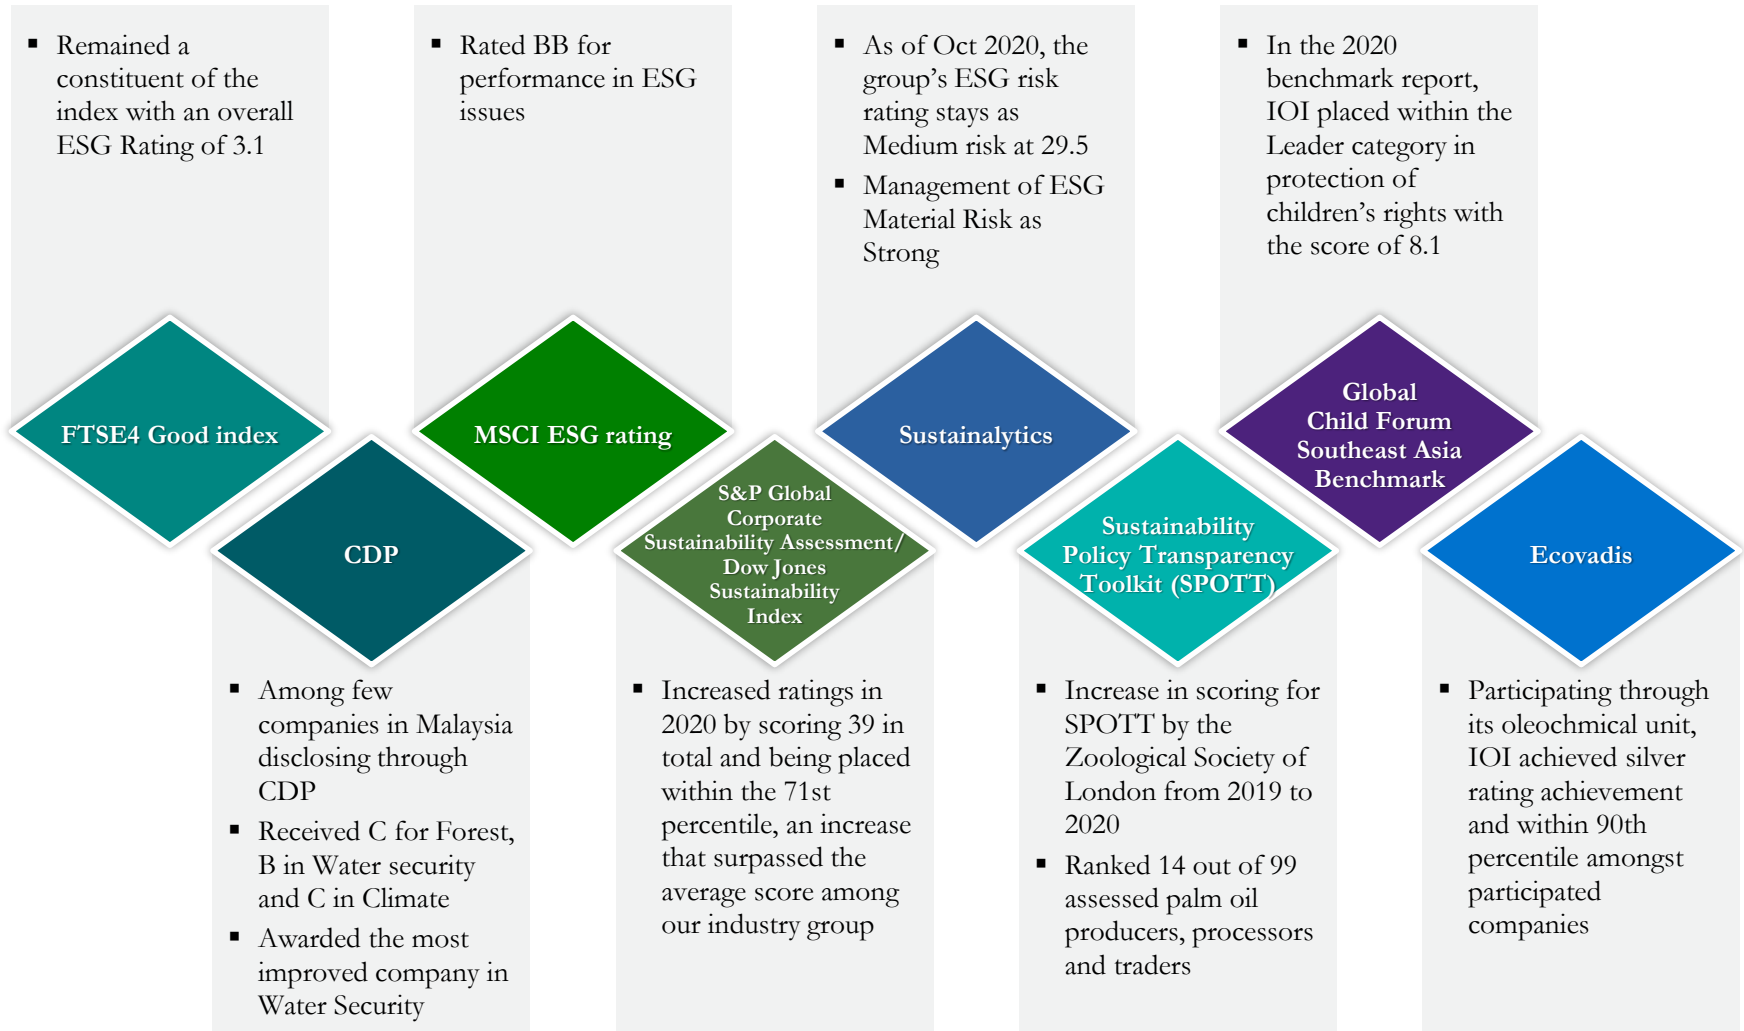 ▪ Remained a
constituent of the
index with an overall
ESG Rating of 3.1
FTSE4 Good index
CDP
▪ Among few
companies in Malaysia
disclosing through
CDP
▪ Received C for Forest,
B in Water security
and C in Climate
▪ Awarded the most
improved company in
Water Security
▪ Rated BB for
performance in ESG
issues
MSCI ESG rating
S&P Global
Corporate
Sustainability Assessment/
Dow Jones
Sustainability
Index
▪ Increased ratings in
2020 by scoring 39 in
total and being placed
within the 71st
percentile, an increase
that surpassed the
average score among
our industry group
▪ As of Oct 2020, the
group’s ESG risk
rating stays as
Medium risk at 29.5
▪ Management of ESG
Material Risk as
Strong
Sustainalytics
Sustainability
Policy Transparency
Toolkit (SPOTT)
▪ Increase in scoring for
SPOTT by the
Zoological Society of
London from 2019 to
2020
▪ Ranked 14 out of 99
assessed palm oil
producers, processors
and traders
▪ In the 2020
benchmark report,
IOI placed within the
Leader category in
protection of
children’s rights with
the score of 8.1
Global
Child Forum
Southeast Asia
Benchmark
Ecovadis
▪ Participating through
its oleochmical unit,
IOI achieved silver
rating achievement
and within 90th
percentile amongst
participated
companies